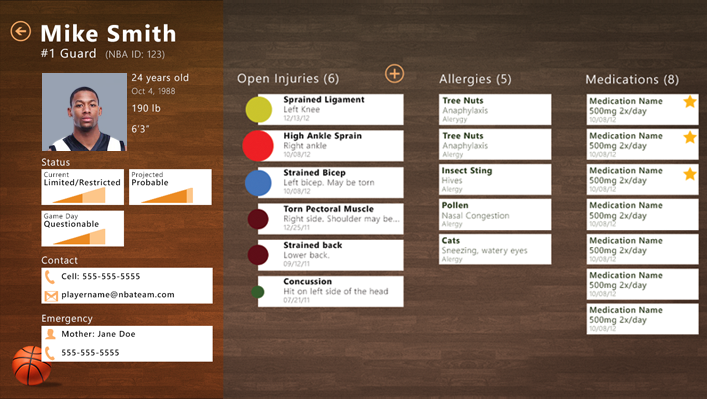 Mike Smith
#1 Guard (NBA ID: 123)
24 years old
Oct 4, 1988
190 lb
6'3"
Status
Current
Limited/Restricted
Projected
Probable
Game Day
Questionable
Contact
Cell: 555-555-5555
playername@nbateam.com
Emergency
Mother: Jane Doe
555-555-5555
Open Injuries (6)
Sprained Ligament
Left Knee
12/13/12
High Ankle Sprain
Right ankle
10/08/12
Strained Bicep
Left bicep. May be torn
10/08/12
Torn Pectoral Muscle
Right side. Shoulder may be...
12/25/11
Strained back
Lower back.
09/12/11
Concussion
Hit on left side of the head
07/21/11
Allergies (5)
Tree Nuts
Anaphylaxis
Alergy
Tree Nuts
Anaphylaxis
Alergy
Insect Sting
Hives
Alergy
Pollen
Nasal Congestion
Alergy
Cats
Sneezing, watery eyes
Alergy
Medications (8)
Medication Name
500mg 2x/day
10/08/12
Medication Name
500mg 2x/day
10/08/12
Medication Name
500mg 2x/day
10/08/12
Medication Name
500mg 2x/day
10/08/12
Medication Name
500mg 2x/day
10/08/12
Medication Name
500mg 2x/day
10/08/12
Medication Name
500mg 2x/day
10/08/12